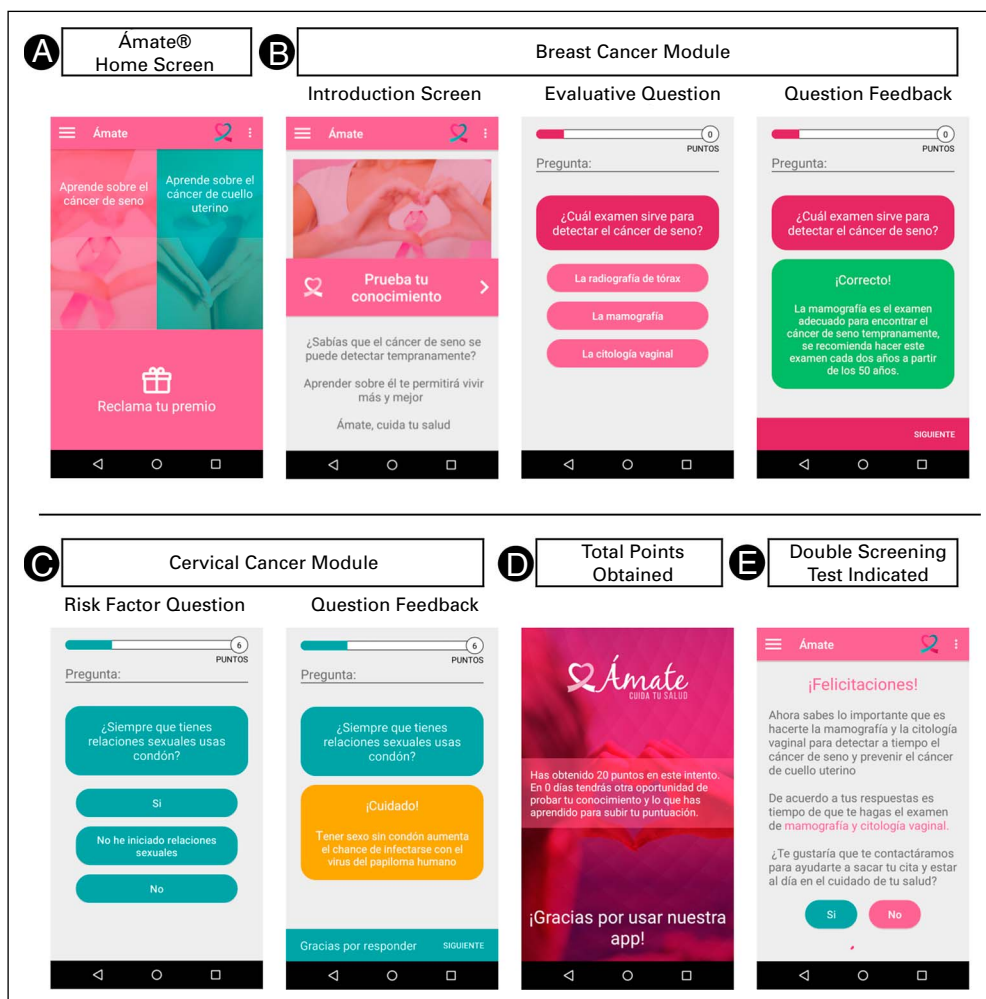 A
Ámate®
Home Screen
B
Breast Cancer Module
Introduction Screen
Evaluative Question
Question Feedback
Ámate
Aprende sobre el
cáncer de seno
Aprende sobre el
cáncer de cuello
uterino
Reclama tu premio
Ámate
Prueba tu
conocimiento
¿Sabías que el cáncer de seno se
puede detectar tempranamente?
Aprender sobre él te permitirá vivir
más y mejor
Ámate, cuida tu salud
0
PUNTOS
Pregunta:
¿Cuál examen sirve para
detectar el cáncer de seno?
La radiografía de tórax
La mamografía
La citología vaginal
0
PUNTOS
Pregunta:
¿Cuál examen sirve para
detectar el cáncer de seno?
¡Correcto!
La mamografía es el examen
adecuado para encontrar el
cáncer de seno tempranamente,
se recomienda hacer este
examen cada dos años a partir
de los 50 años.
SIGUIENTE
C
Cervical Cancer Module
Risk Factor Question
Question Feedback
D
Total Points
Obtained
E
Double Screening
Test Indicated
6
PUNTOS
Pregunta:
¿Siempre que tienes
relaciones sexuales usas
condón?
Si
No he iniciado relaciones
sexuales
No
6
PUNTOS
Pregunta:
¿Siempre que tienes
relaciones sexuales usas
condón?
¡Cuidado!
Tener sexo sin condón aumenta
el chance de infectarse con el
virus del papiloma humano
Gracias por responder
SIGUIENTE
Ámate
CUIDA TU SALUD
Has obtenido 20 puntos en este intento.
En 0 días tendrás otra oportunidad de
probar tu conocimiento y lo que has
aprendido para subir tu puntuación.
¡Gracias por usar nuestra
app!
Ámate
¡Felicitaciones!
Ahora sabes lo importante que es
hacerte la mamografía y la citología
vaginal para detectar a tiempo el
cáncer de seno y prevenir el cáncer
de cuello uterino
De acuerdo a tus respuestas es
tiempo de que te hagas el examen
de mamografía y citología vaginal.
¿Te gustaría que te contactáramos
para ayudarte a sacar tu cita y estar
al día en el cuidado de tu salud?
Si
No